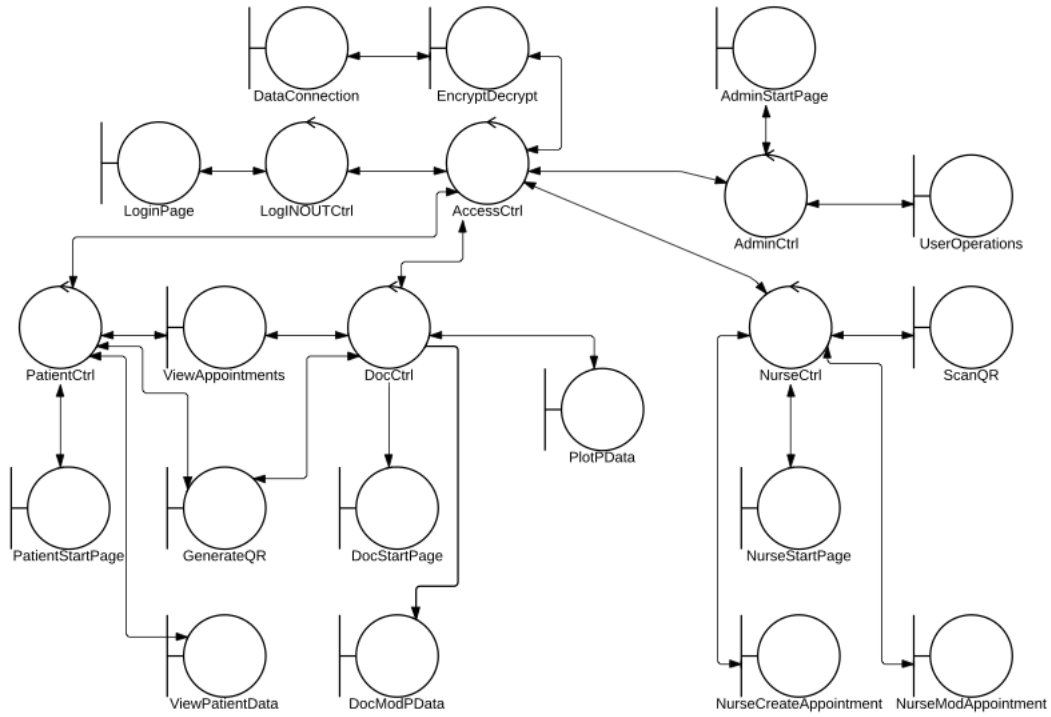 DataConnection
EncryptDecrypt
AdminStartPage
LoginPage
LogINOUTCtrl
AccessCtrl
AdminCtrl
UserOperations
PatientCtrl
ViewAppointments
DocCtrl
NurseCtrl
ScanQR
PlotPData
PatientStartPage
GenerateQR
DocStartPage
NurseStartPage
ViewPatientData
DocModPData
NurseCreateAppointment
NurseModAppointment